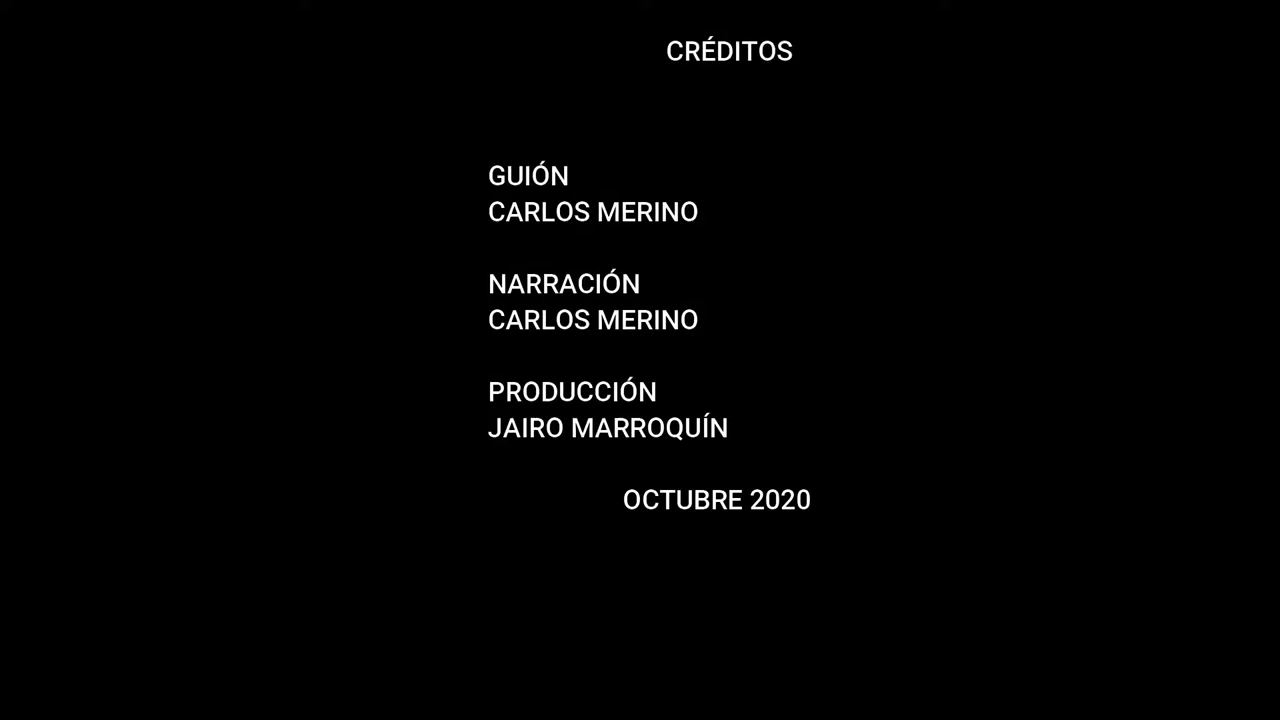 CRÉDITOS
GUIÓN
CARLOS MERINO
NARRACIÓN
CARLOS MERINO
PRODUCCIÓN
JAIRO MARROQUÍN
OCTUBRE 2020